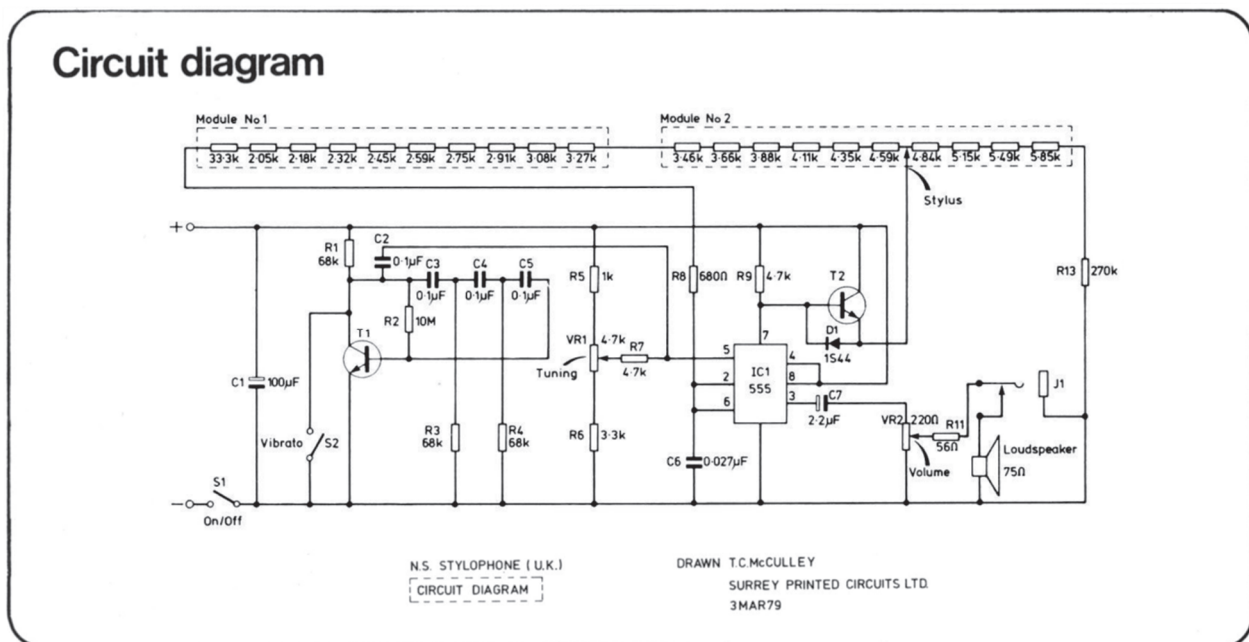 Circuit diagram
Module No1
Module No2
33·3k 2·05k 2·18k 2·32k 2·45k 2·59k 2·75k 2·91k 3·08k 3·27k
3·46k 3·66k 3·88k 4·11k 4·35k 4·59k 4·84k 5·15k 5·49k 5·85k
Stylus
+
R1
68k
C2
0·1µF
C3
0·1µF
C4
0·1µF
C5
0·1µF
R2
10M
T1
R5
1k
R8
680Ω
R9
4·7k
T2
R13
270k
D1
1S44
VR1
4·7k
Tuning
R7
4·7k
7
5
2
6
4
8
3
IC1
555
C7
2·2µF
J1
C1
100µF
Vibrato
S2
R3
68k
R4
68k
R6
3·3k
C6
0·027µF
VR2
220Ω
R11
56Ω
Volume
Loudspeaker
75Ω
−
S1
On/Off
N.S. STYLOPHONE ( U.K.)
CIRCUIT DIAGRAM
DRAWN T.C.McCULLEY
SURREY PRINTED CIRCUITS LTD.
3MAR79